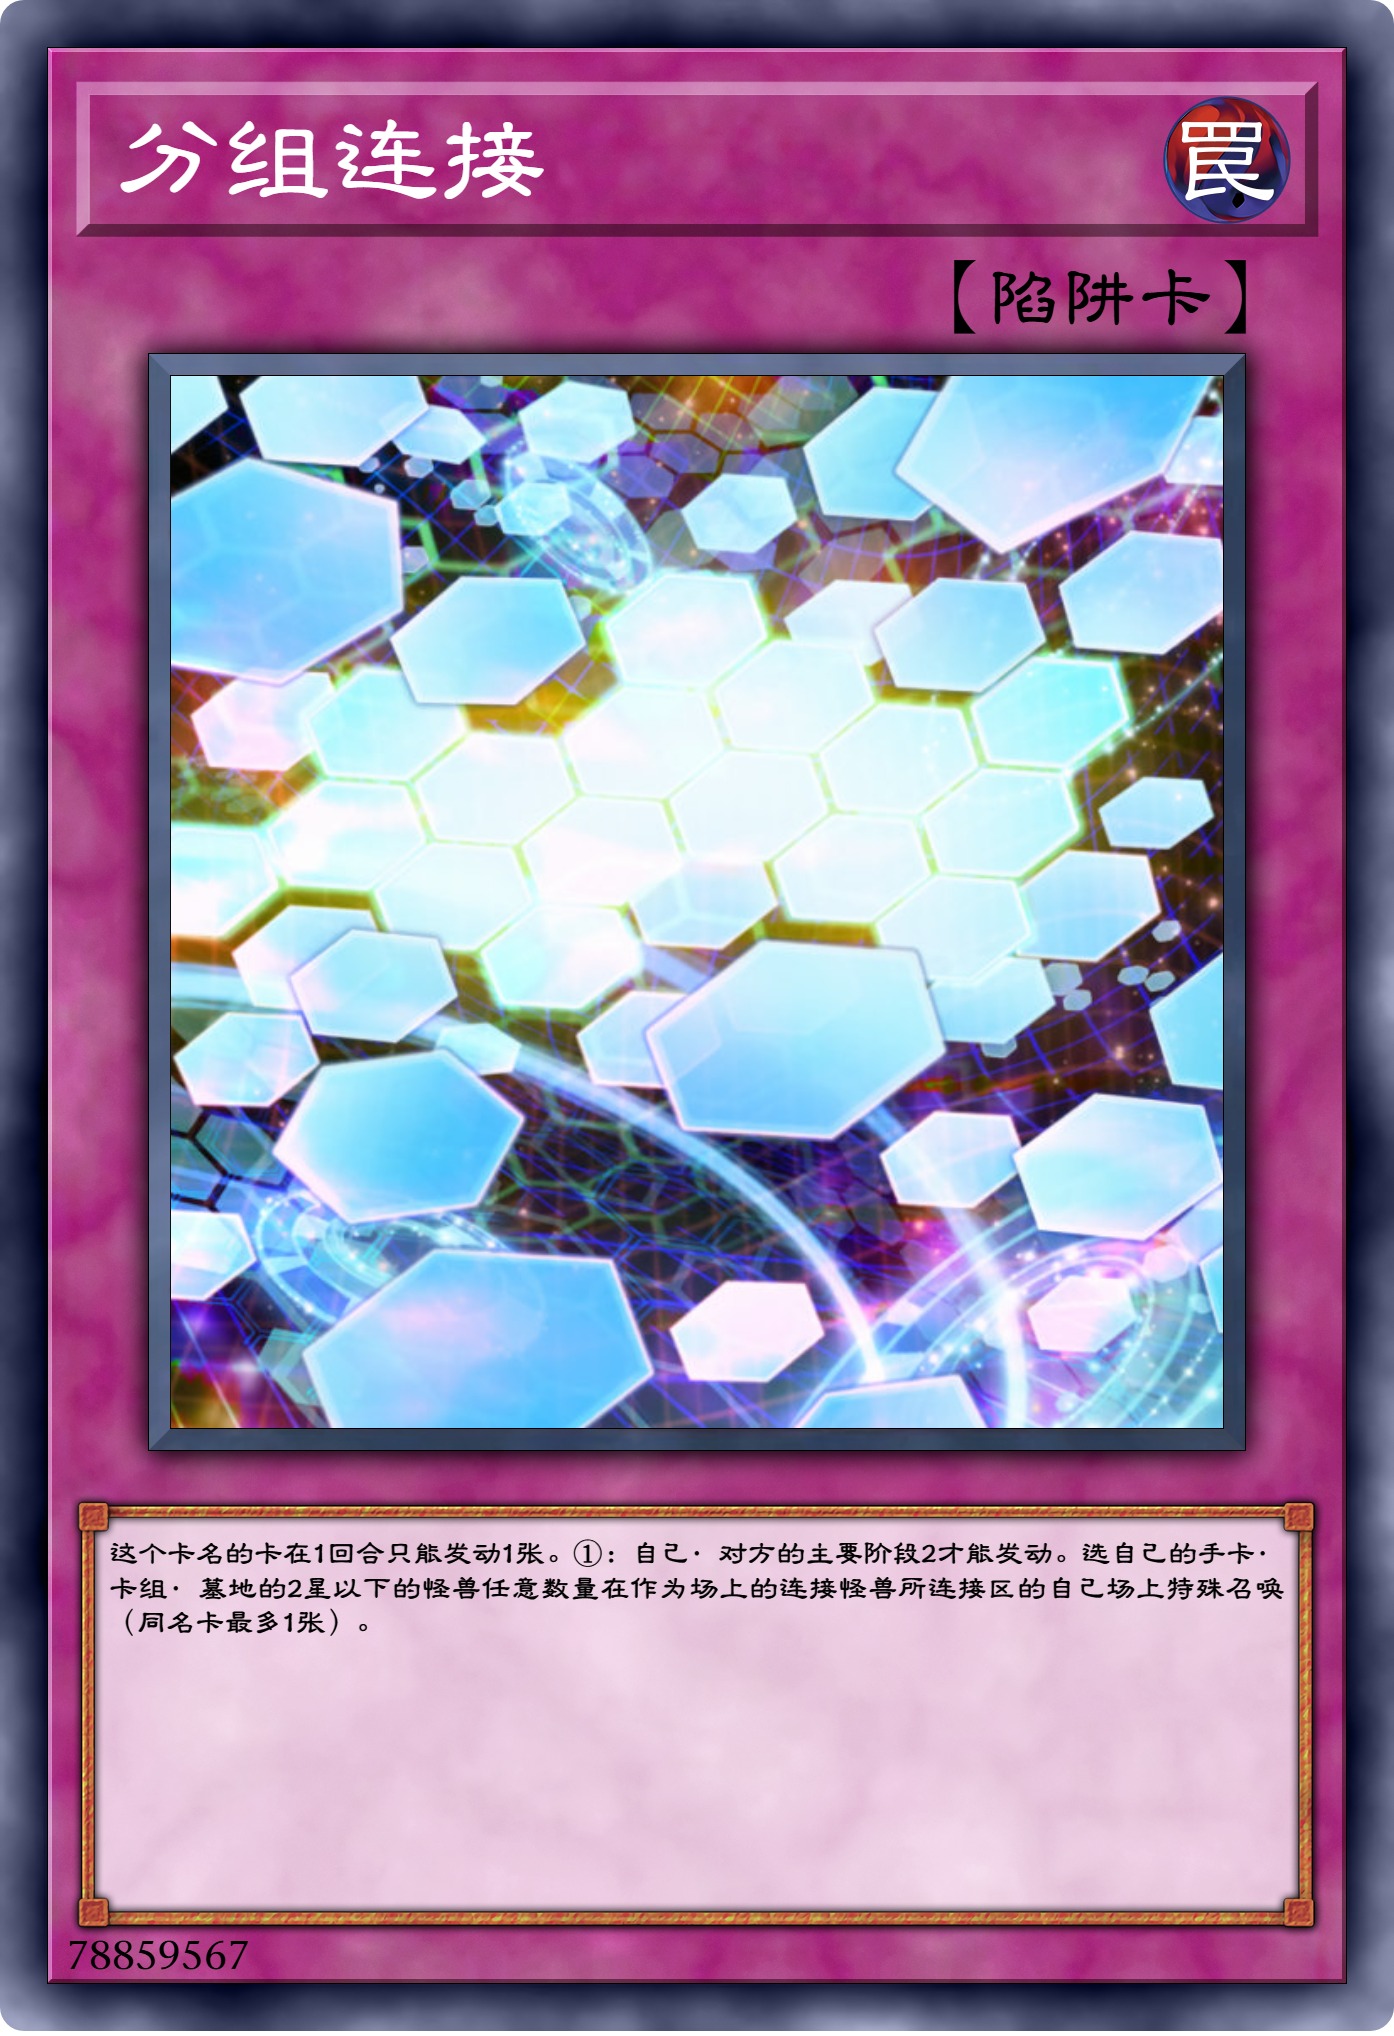 分组连接
罠
【陷阱卡】
这个卡名的卡在1回合只能发动1张。①：自己·对方的主要阶段2才能发动。选自己的手卡·
卡组·墓地的2星以下的怪兽任意数量在作为场上的连接怪兽所连接区的自己场上特殊召唤
（同名卡最多1张）。
78859567